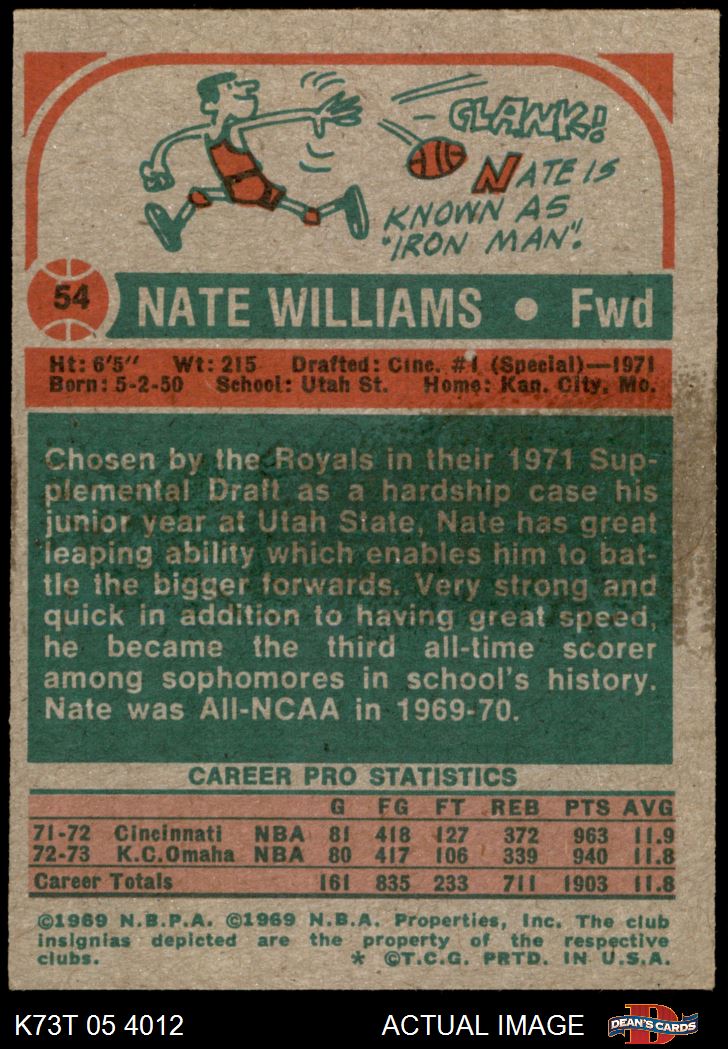 CLANK!
NATE IS
KNOWN AS
"IRON MAN".
54
NATE WILLIAMS • Fwd
Ht: 6'5" Wt: 215 Drafted: Cinc. #1 (Special)—1971
Born: 5-2-50 School: Utah St. Home: Kan. City, Mo.
Chosen by the Royals in their 1971 Sup-
plemental Draft as a hardship case his
junior year at Utah State, Nate has great
leaping ability which enables him to bat-
tle the bigger forwards. Very strong and
quick in addition to having great speed,
he became the third all-time scorer
among sophomores in school's history.
Nate was All-NCAA in 1969-70.
CAREER PRO STATISTICS
G FG FT REB PTS AVG
71-72 Cincinnati NBA 81 418 127 372 963 11.9
72-73 K.C.Omaha NBA 80 417 106 339 940 11.8
Career Totals 161 835 233 711 1903 11.8
©1969 N.B.P.A. ©1969 N.B.A. Properties, Inc. The club
insignias depicted are the property of the respective
clubs. * ©T.C.G. PRTD. IN U.S.A.
K73T 05 4012 ACTUAL IMAGE
D
DEAN'S CARDS